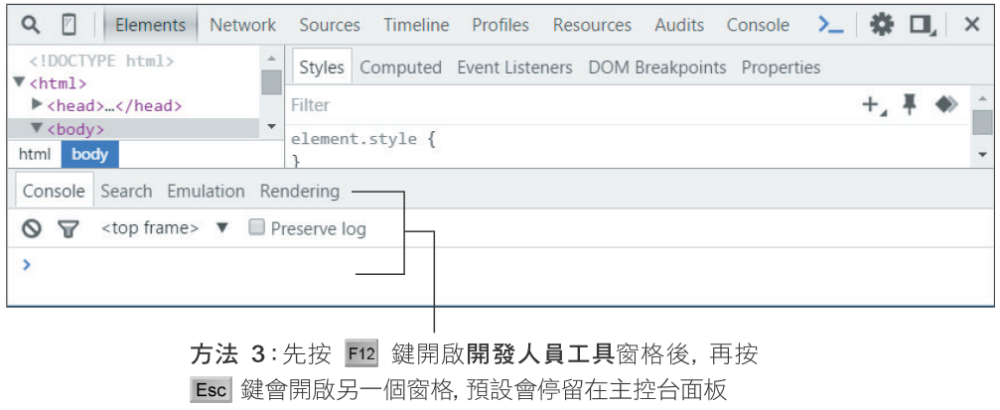 Elements Network Sources Timeline Profiles Resources Audits Console
<!DOCTYPE html>
▼<html>
▶<head>…</head>
▼<body>
html body
Styles Computed Event Listeners DOM Breakpoints Properties
Filter
element.style {
}
Console Search Emulation Rendering
<top frame> ▼ Preserve log
>
方法 3：先按 F12 鍵開啟開發人員工具窗格後, 再按
Esc 鍵會開啟另一個窗格, 預設會停留在主控台面板